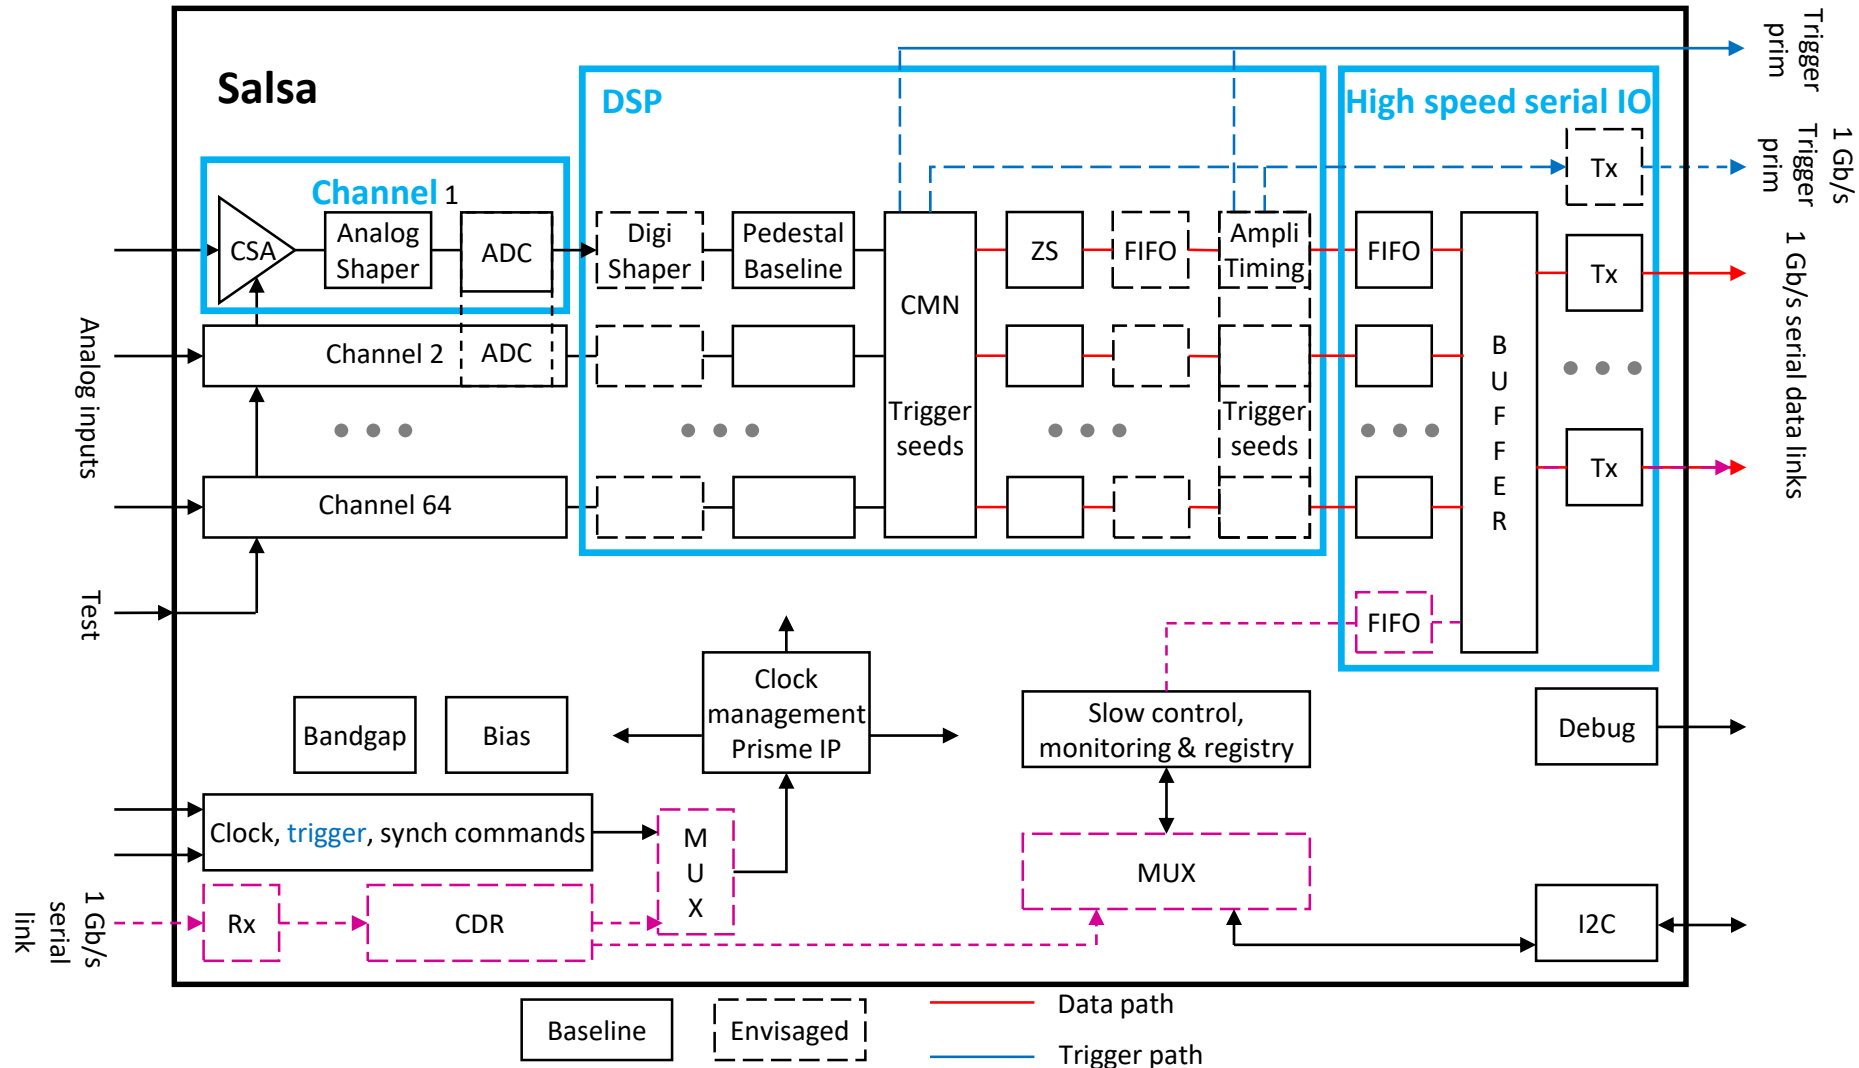 Salsa
DSP
High speed serial IO
Trigger
prim
1 Gb/s
Trigger
prim
Tx
Channel 1
CSA
Analog
Shaper
ADC
Digi
Shaper
Pedestal
Baseline
CMN
Trigger
seeds
ZS
FIFO
Ampli
Timing
FIFO
Tx
Channel 2
ADC
Trigger
seeds
B
U
F
F
E
R
Tx
1 Gb/s serial data links
Analog inputs
Channel 64
Test
FIFO
Clock
management
Prisme IP
Bandgap
Bias
Slow control,
monitoring & registry
Debug
Clock, trigger, synch commands
M
U
X
MUX
1 Gb/s
serial
link
Rx
CDR
I2C
Baseline
Envisaged
Data path
Trigger path